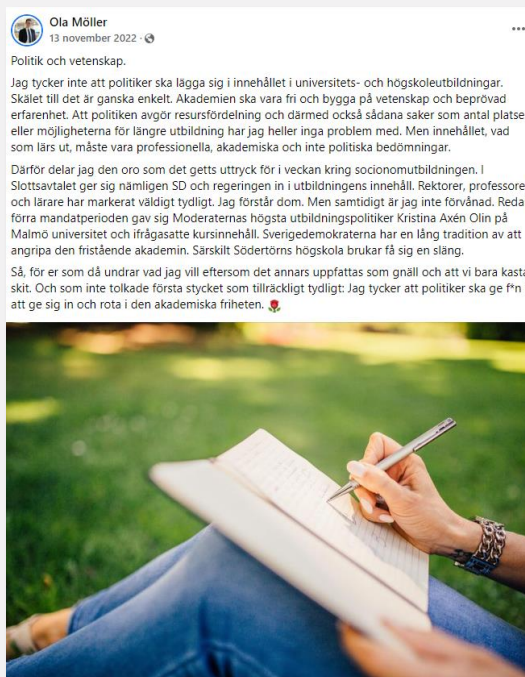 Ola Möller
13 november 2022 ·
Politik och vetenskap.
Jag tycker inte att politiker ska lägga sig i innehållet i universitets- och högskoleutbildningar.
Skälet till det är ganska enkelt. Akademien ska vara fri och bygga på vetenskap och beprövad
erfarenhet. Att politiken avgör resursfördelning och därmed också sådana saker som antal platse
eller möjligheterna för längre utbildning har jag heller inga problem med. Men innehållet, vad
som lärs ut, måste vara professionella, akademiska och inte politiska bedömningar.
Därför delar jag den oro som det getts uttryck för i veckan kring socionomutbildningen. I
Slottsavtalet ger sig nämligen SD och regeringen in i utbildningens innehåll. Rektorer, professore
och lärare har markerat väldigt tydligt. Jag förstår dom. Men samtidigt är jag inte förvånad. Reda
förra mandatperioden gav sig Moderaternas högsta utbildningspolitiker Kristina Axén Olin på
Malmö universitet och ifrågasatte kursinnehåll. Sverigedemokraterna har en lång tradition av att
angripa den fristående akademin. Särskilt Södertörns högskola brukar få sig en släng.
Så, för er som då undrar vad jag vill eftersom det annars uppfattas som gnäll och att vi bara kasta
skit. Och som inte tolkade första stycket som tillräckligt tydligt: Jag tycker att politiker ska ge f*n
att ge sig in och rota i den akademiska friheten. 🌹